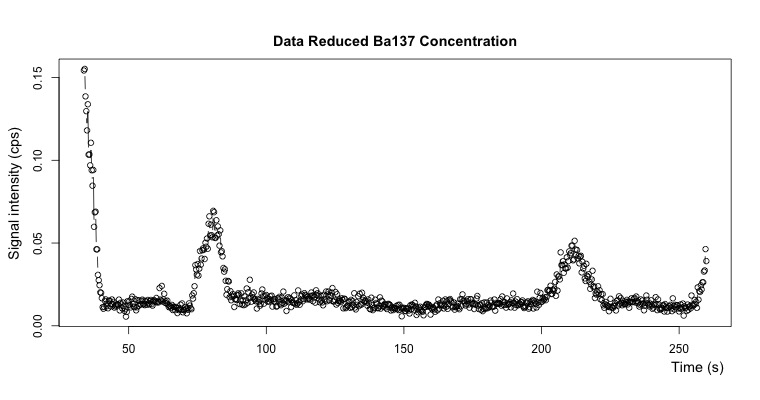 Data Reduced Ba137 Concentration
Signal intensity (cps)
0.15
0.10
0.05
0.00
50 100 150 200 250
Time (s)